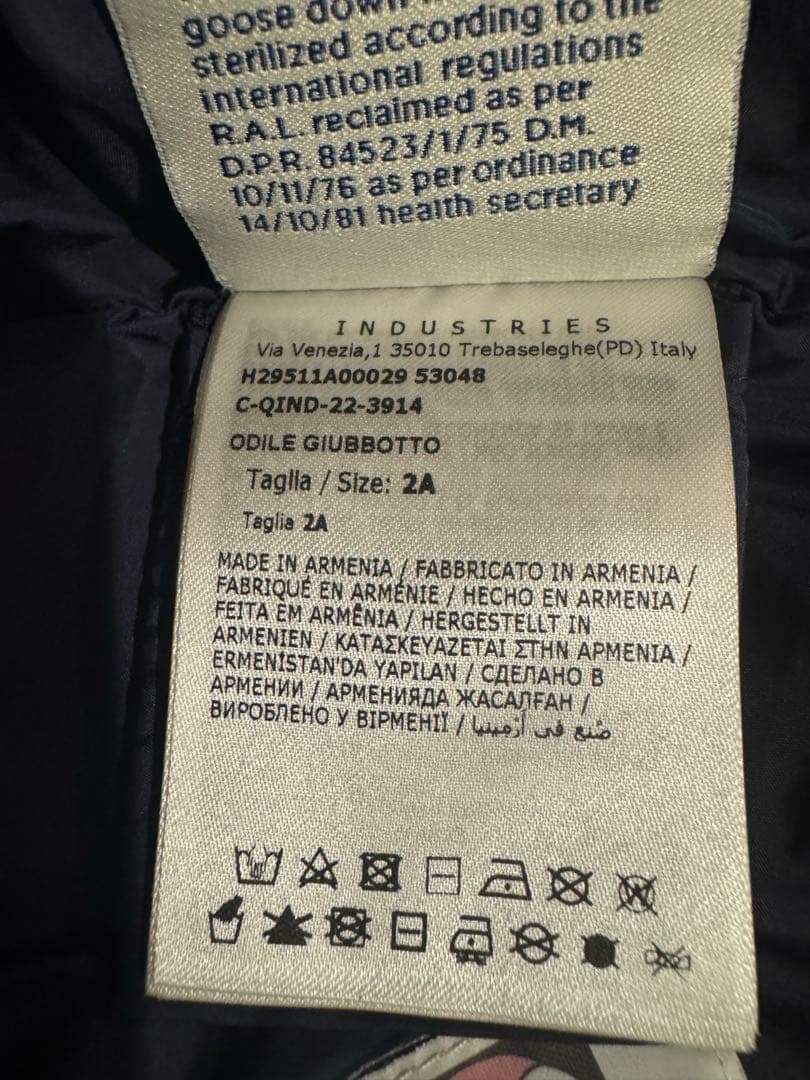 goose down
sterilized according to the
international regulations
R.A.L. reclaimed as per
D.P.R. 84523/1/75 D.M.
10/11/76 as per ordinance
14/10/81 health secretary
INDUSTRIES
Via Venezia,1 35010 Trebaseleghe(PD) Italy
H29511A00029 53048
C-QIND-22-3914
ODILE GIUBBOTTO
Taglia / Size: 2A
Taglia 2A
MADE IN ARMENIA / FABBRICATO IN ARMENIA /
FABRIQUÉ EN ARMÉNIE / HECHO EN ARMENIA /
FEITA EM ARMÊNIA / HERGESTELLT IN
ARMENIEN / ΚΑΤΑΣΚΕΥΑΖΕΤΑΙ ΣΤΗΝ ΑΡΜΕΝΙΑ /
ERMENİSTAN'DA YAPILAN / СДЕЛАНО В
АРМЕНИИ / АРМЕНИЯДА ЖАСАЛҒАН /
ВИРОБЛЕНО У ВІРМЕНІЇ / صُنع في أرمينيا
W